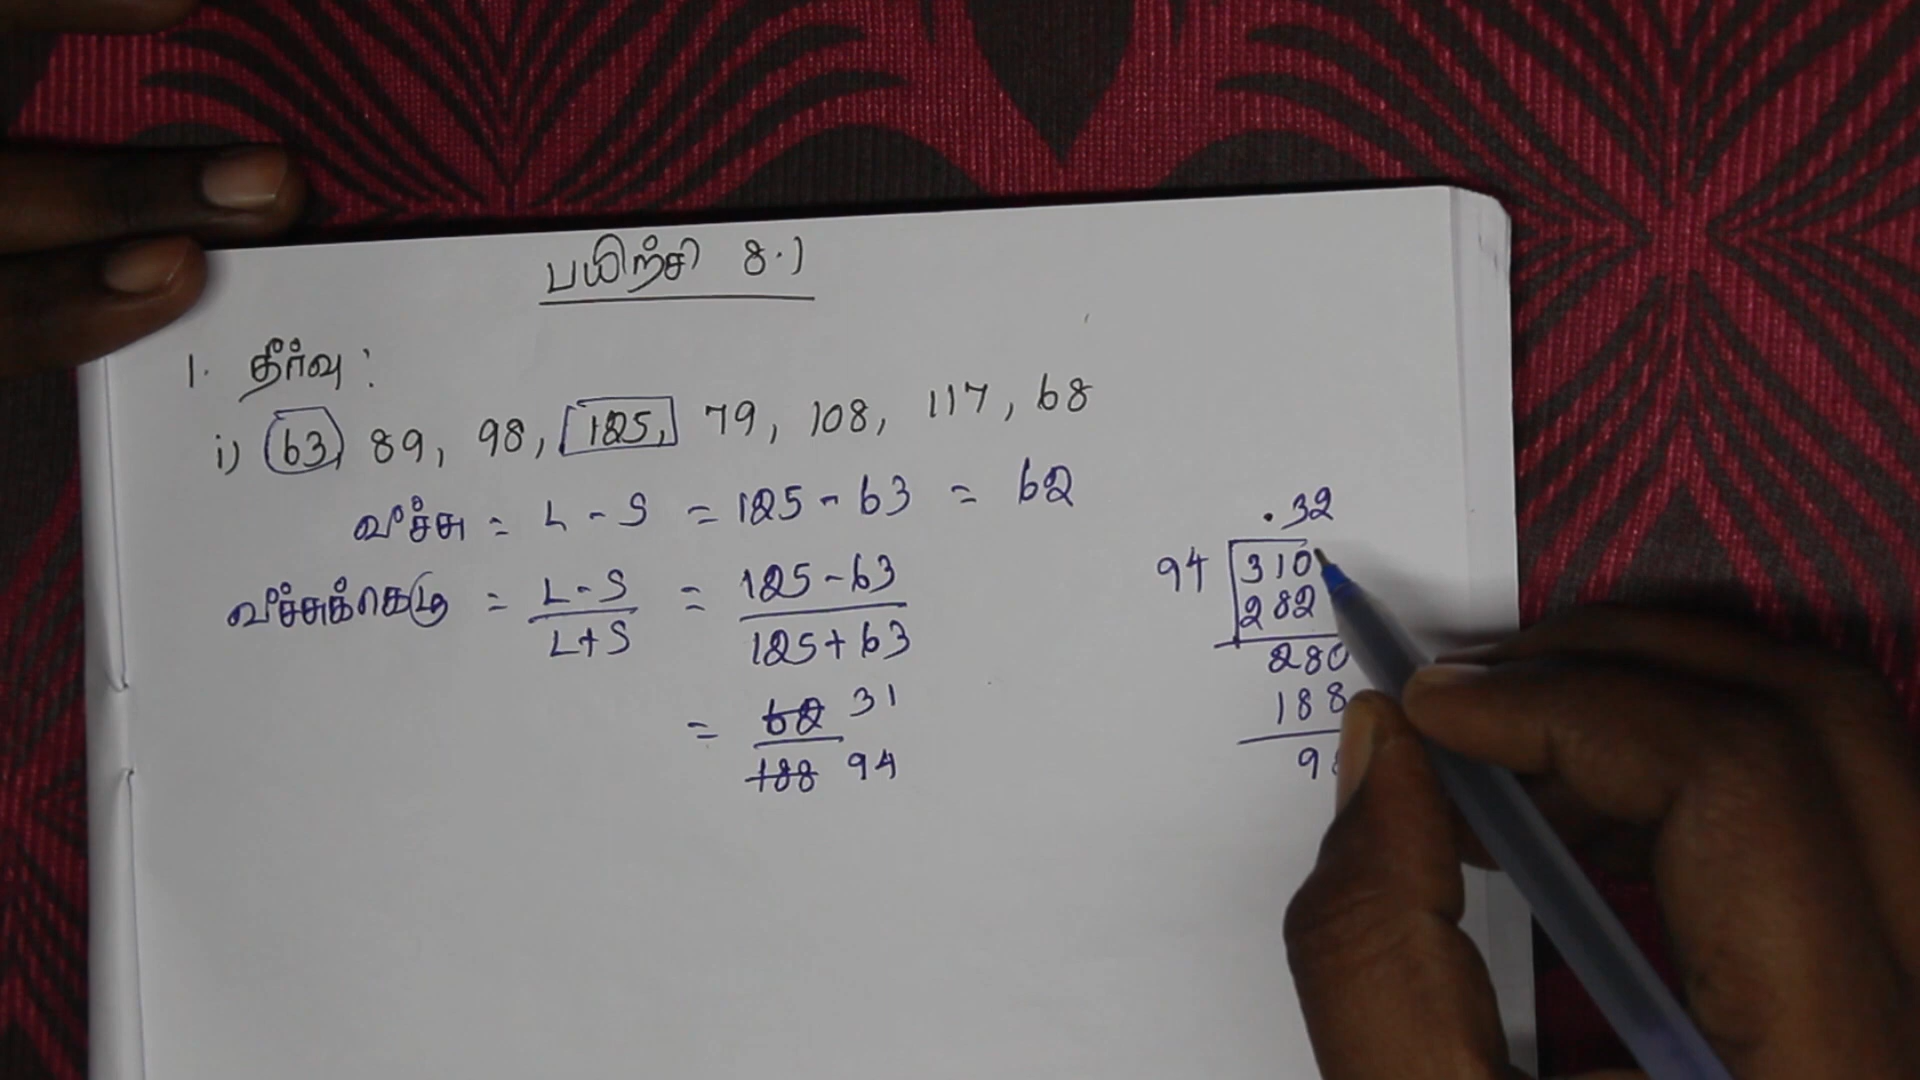 பயிற்சி 8.1
1. தீர்வு :
i) 63, 89, 98, 125, 79, 108, 117, 68
வீச்சு = L - S = 125 - 63 = 62
வீச்சுக்கெழு = L - S / L + S = 125 - 63 / 125 + 63
= 62 31 / 188 94
.32
94 310
282
280
188